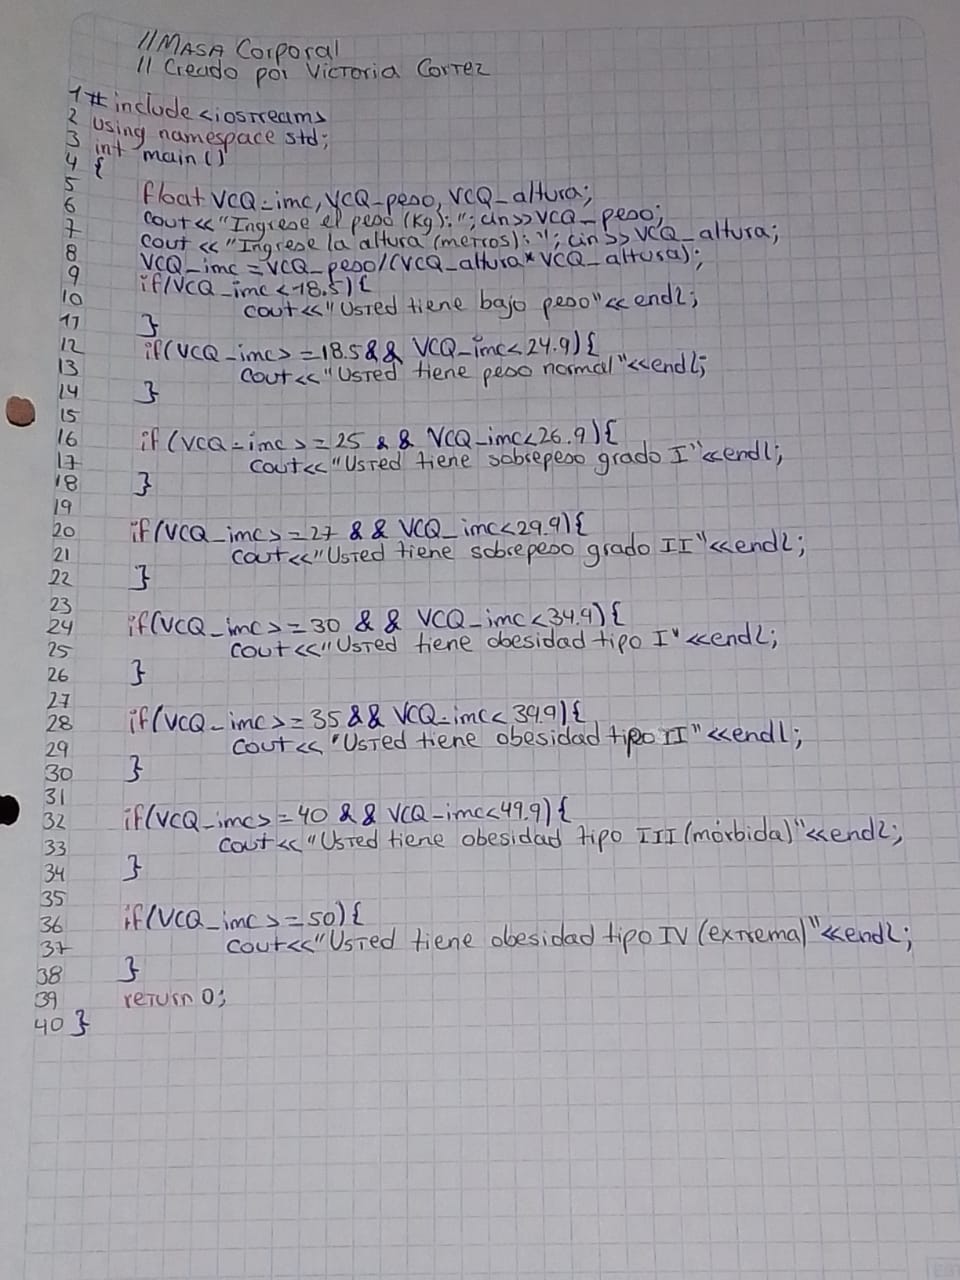 //MASA Corporal
// Creado por Victoria Cortez
1 #include <iostream>
2 using namespace std;
3 int main()
4 {
5
6 float VCQ_imc, VCQ_peso, VCQ_altura;
7 cout<<"Ingrese el peso (Kg):"; cin>>VCQ_peso;
8 cout<<"Ingrese la altura (metros):"; cin>>VCQ_altura;
9 VCQ_imc=VCQ_peso/(VCQ_altura*VCQ_altura);
if(VCQ_imc<18.5){
10 cout<<"Usted tiene bajo peso"<<endl;
11 }
12 if(VCQ_imc>=18.5&& VCQ_imc<24.9){
13 cout<<"Usted tiene peso normal"<<endl;
14 }
15
16 if(VCQ_imc>=25 && VCQ_imc<26.9){
17 cout<<"Usted tiene sobrepeso grado I"<<endl;
18 }
19
20 if(VCQ_imc>=27 && VCQ_imc<29.9){
21 cout<<"Usted tiene sobrepeso grado II"<<endl;
22 }
23
24 if(VCQ_imc>=30 && VCQ_imc<34.9){
25 cout<<"Usted tiene obesidad tipo I"<<endl;
26 }
27
28 if(VCQ_imc>=35&& VCQ_imc<39.9){
29 cout<<"Usted tiene obesidad tipo II"<<endl;
30 }
31
32 if(VCQ_imc>=40 && VCQ_imc<49.9){
33 cout<<"Usted tiene obesidad tipo III (mórbida)"<<endl;
34 }
35
36 if(VCQ_imc>=50){
37 cout<<"Usted tiene obesidad tipo IV (extrema)"<<endl;
38 }
39 return 0;
40 }